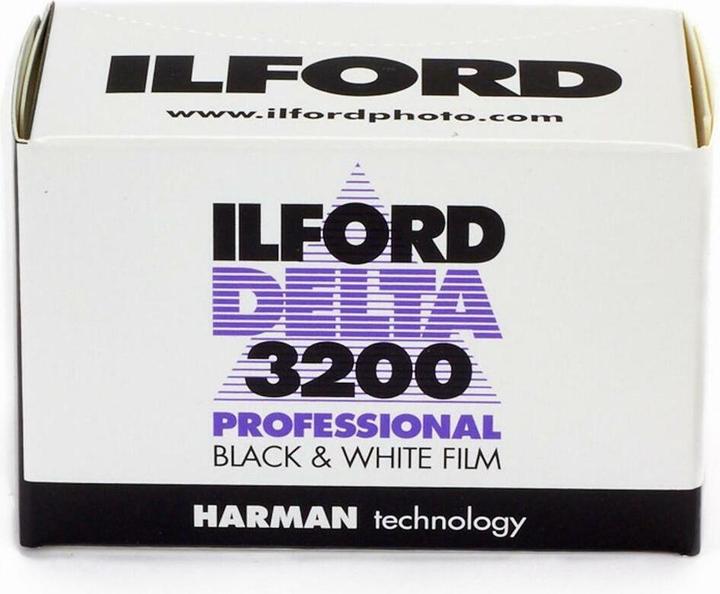 ILFORD
www.ilfordphoto.com
ILFORD
DELTA
3200
PROFESSIONAL
BLACK & WHITE FILM
HARMAN technology